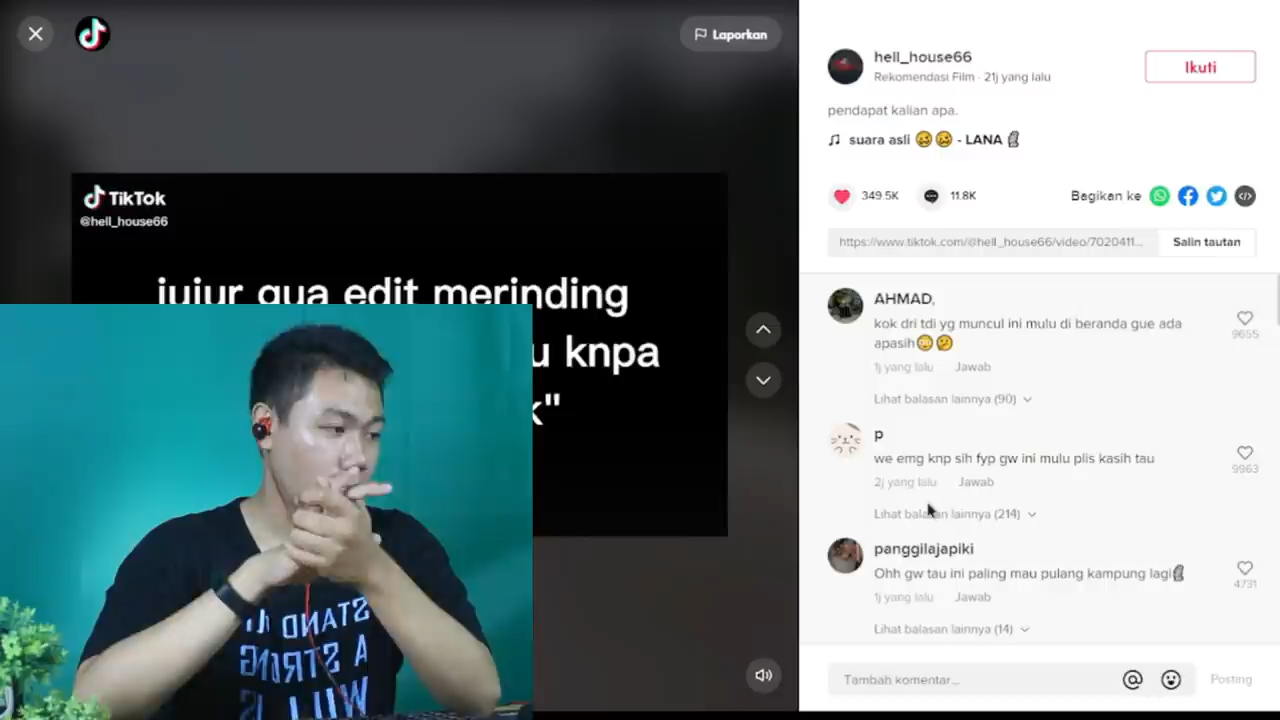 Laporkan
TikTok
@hell_house66
jujur gua edit merinding
u knpa
k"
hell_house66
Rekomendasi Film · 21j yang lalu
Ikuti
pendapat kalian apa.
suara asli 🥴🥴 - LANA 🗿
349.5K
11.8K
Bagikan ke
https://www.tiktok.com/@hell_house66/video/7020411...
Salin tautan
AHMAD,
kok dri tdi yg muncul ini mulu di beranda gue ada
apasih😳🤔
9655
1j yang lalu
Jawab
Lihat balasan lainnya (90)
p
we emg knp sih fyp gw ini mulu plis kasih tau
9963
2j yang lalu
Jawab
Lihat balasan lainnya (214)
panggilajapiki
Ohh gw tau ini paling mau pulang kampung lagi🗿
4731
1j yang lalu
Jawab
Lihat balasan lainnya (14)
Tambah komentar...
Posting
STAND
A STRONG
WILL
IS